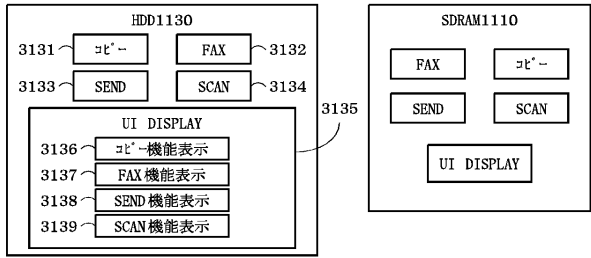 HDD1130
3131 コピー FAX 3132
3133 SEND SCAN 3134
3135
UI DISPLAY
3136 コピー機能表示
3137 FAX機能表示
3138 SEND機能表示
3139 SCAN機能表示
SDRAM1110
FAX コピー
SEND SCAN
UI DISPLAY